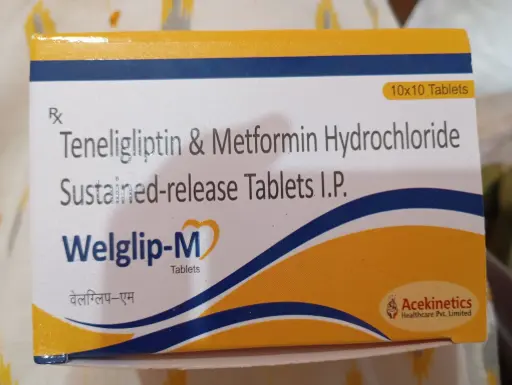 10x10 Tablets
Rx
Teneligliptin & Metformin Hydrochloride
Sustained-release Tablets I.P.
Welglip-M
Tablets
वेलग्लिप-एम
Acekinetics
Healthcare Pvt. Limited